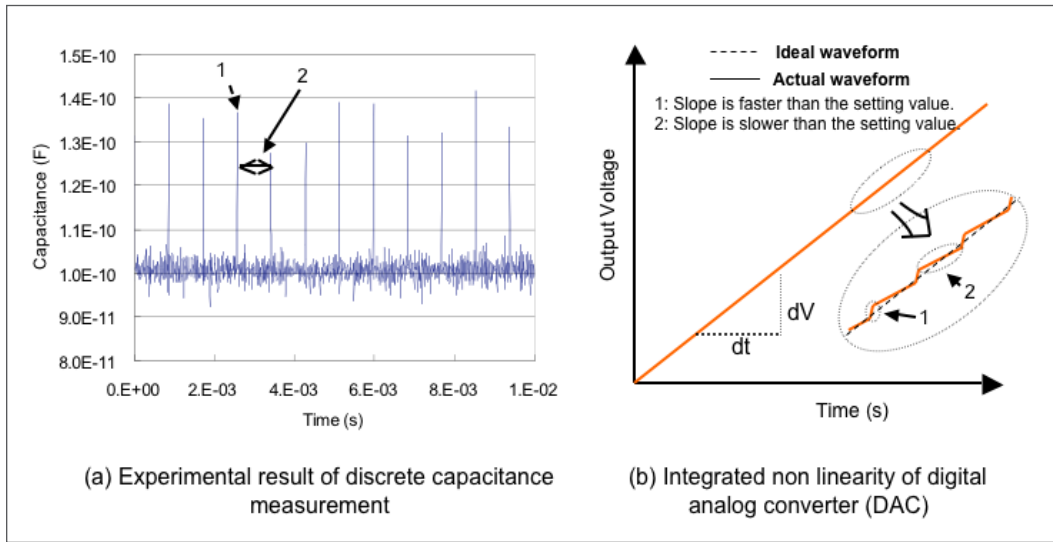 1.5E-10
1.4E-10
1.3E-10
1.2E-10
1.1E-10
1.0E-10
9.0E-11
8.0E-11
Capacitance (F)
1
2
0.E+00
2.E-03
4.E-03
6.E-03
8.E-03
1.E-02
Time (s)
(a) Experimental result of discrete capacitance
measurement
Ideal waveform
Actual waveform
1: Slope is faster than the setting value.
2: Slope is slower than the setting value.
Output Voltage
dV
dt
1
2
Time (s)
(b) Integrated non linearity of digital
analog converter (DAC)